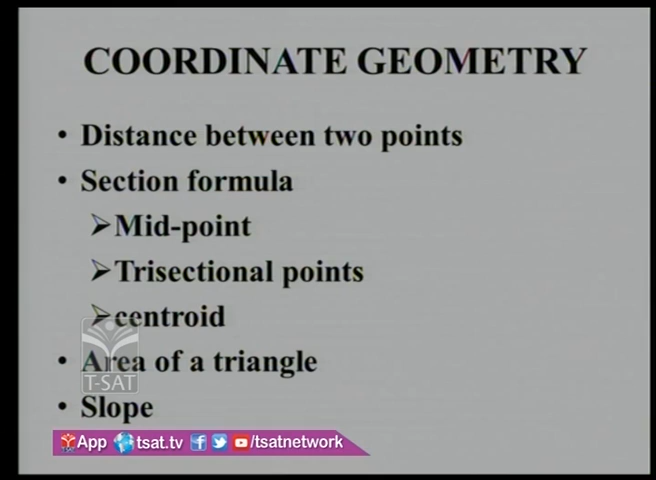 COORDINATE GEOMETRY
• Distance between two points
• Section formula
➢Mid-point
➢Trisectional points
➢centroid
• Area of a triangle
T-SAT
• Slope
App tsat.tv /tsatnetwork